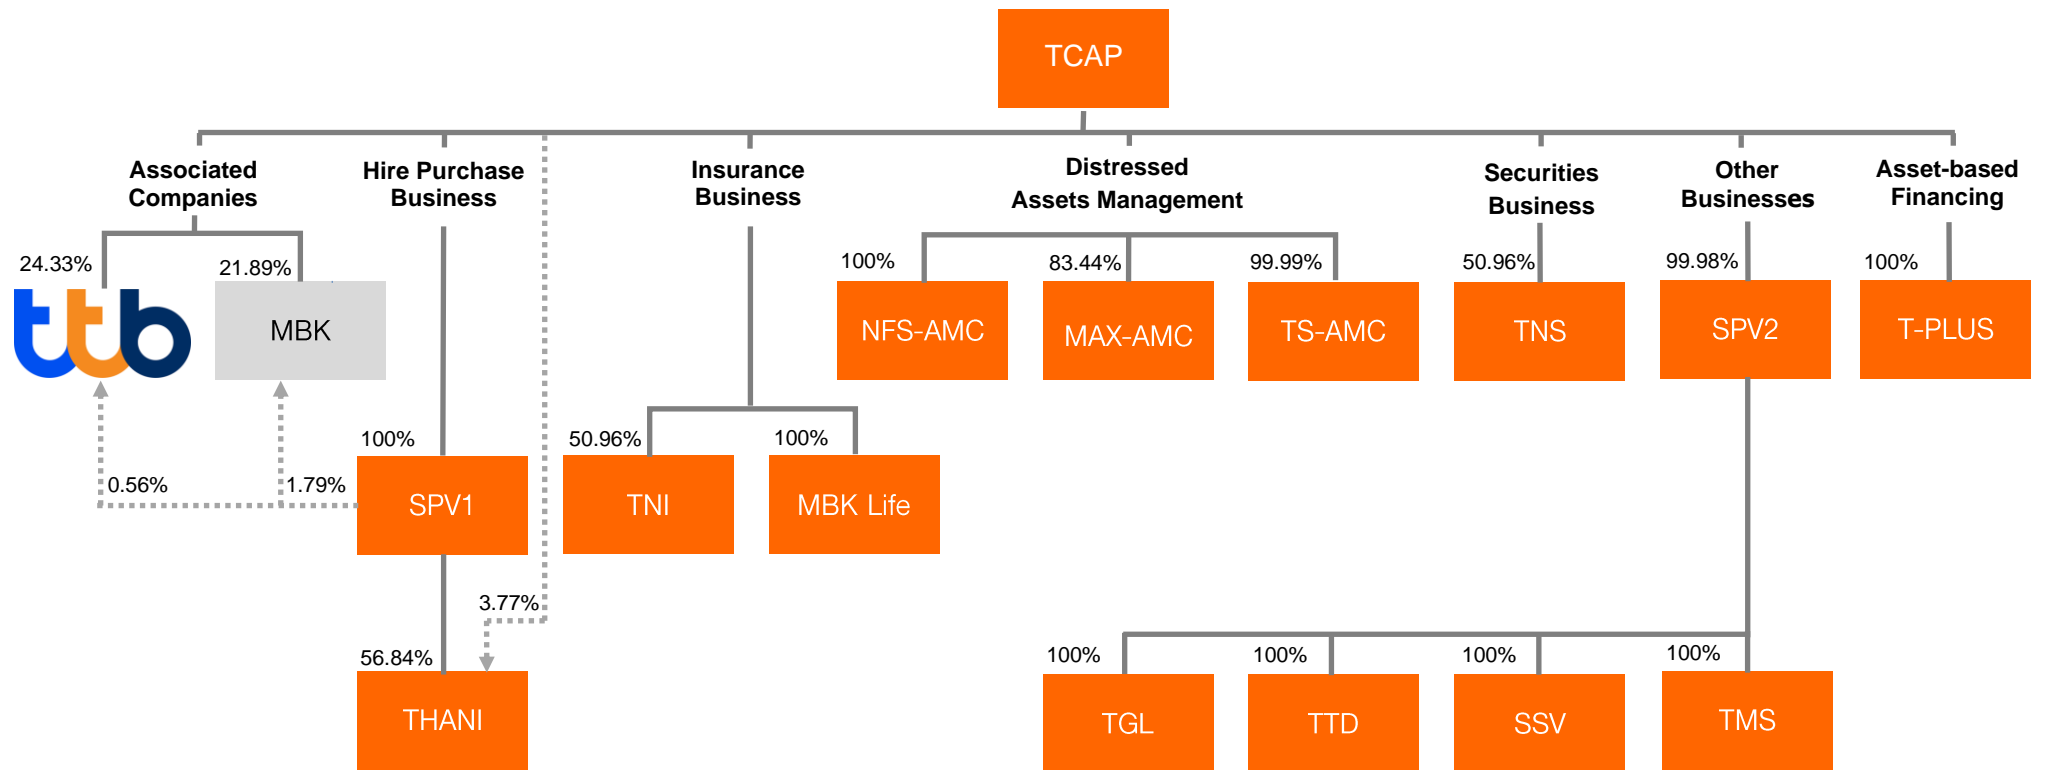 TCAP
Associated
Companies
Hire Purchase
Business
Insurance
Business
Distressed
Assets Management
Securities
Business
Other
Businesses
Asset-based
Financing
24.33%
ttb
21.89%
MBK
100%
NFS-AMC
83.44%
MAX-AMC
99.99%
TS-AMC
50.96%
TNS
99.98%
SPV2
100%
T-PLUS
0.56%
1.79%
100%
SPV1
50.96%
TNI
100%
MBK Life
3.77%
56.84%
THANI
100%
TGL
100%
TTD
100%
SSV
100%
TMS